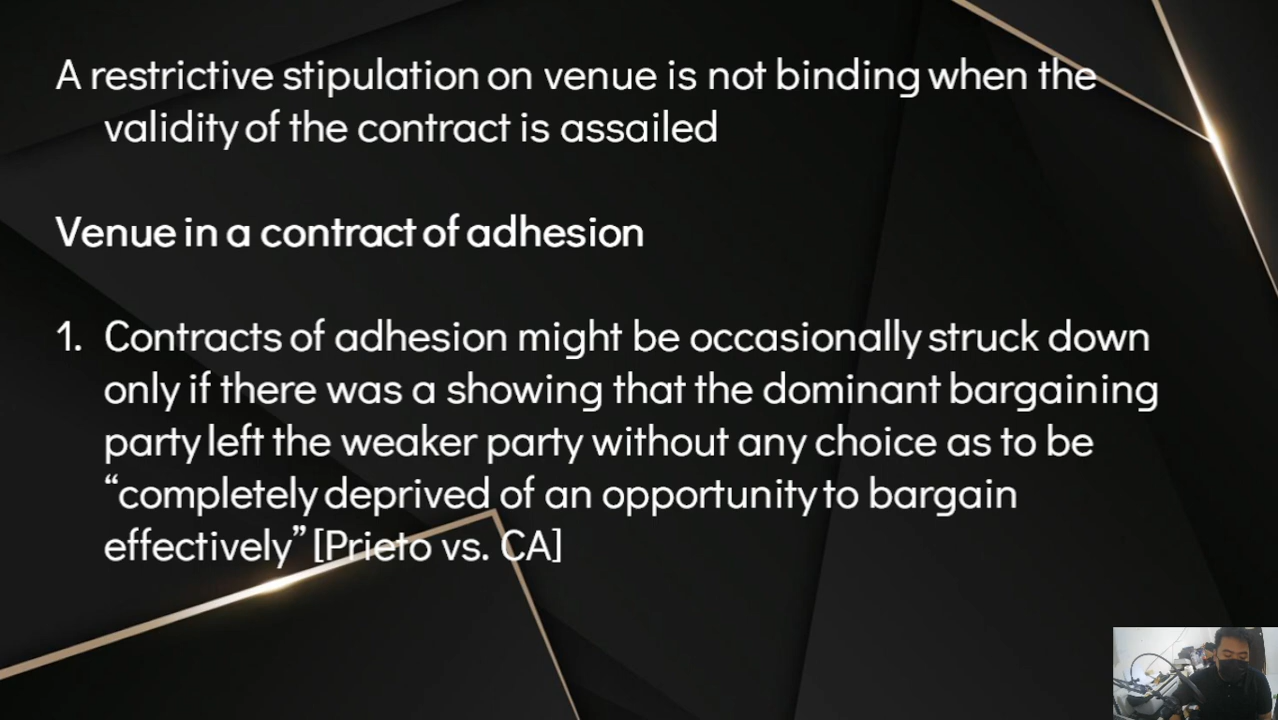 A restrictive stipulation on venue is not binding when the
validity of the contract is assailed
Venue in a contract of adhesion
1. Contracts of adhesion might be occasionally struck down
only if there was a showing that the dominant bargaining
party left the weaker party without any choice as to be
“completely deprived of an opportunity to bargain
effectively” [Prieto vs. CA]